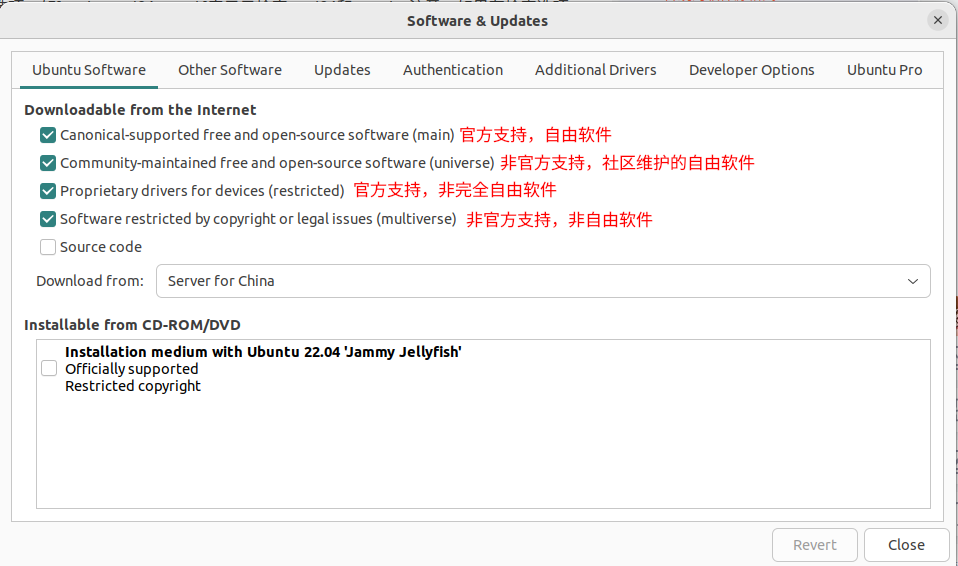 Software & Updates
Ubuntu Software Other Software Updates Authentication Additional Drivers Developer Options Ubuntu Pro
Downloadable from the Internet
Canonical-supported free and open-source software (main) 官方支持，自由软件
Community-maintained free and open-source software (universe) 非官方支持，社区维护的自由软件
Proprietary drivers for devices (restricted) 官方支持，非完全自由软件
Software restricted by copyright or legal issues (multiverse) 非官方支持，非自由软件
Source code
Download from: Server for China
Installable from CD-ROM/DVD
Installation medium with Ubuntu 22.04 'Jammy Jellyfish'
Officially supported
Restricted copyright
Revert Close